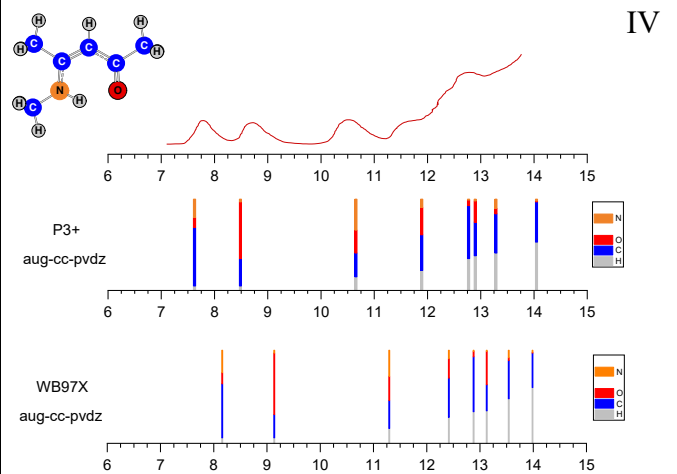 IV
H H H
C C C
H H
C C
N H O
H C
H
6 7 8 9 10 11 12 13 14 15
P3+
aug-cc-pvdz
N
O
C
H
6 7 8 9 10 11 12 13 14 15
WB97X
aug-cc-pvdz
N
O
C
H
6 7 8 9 10 11 12 13 14 15